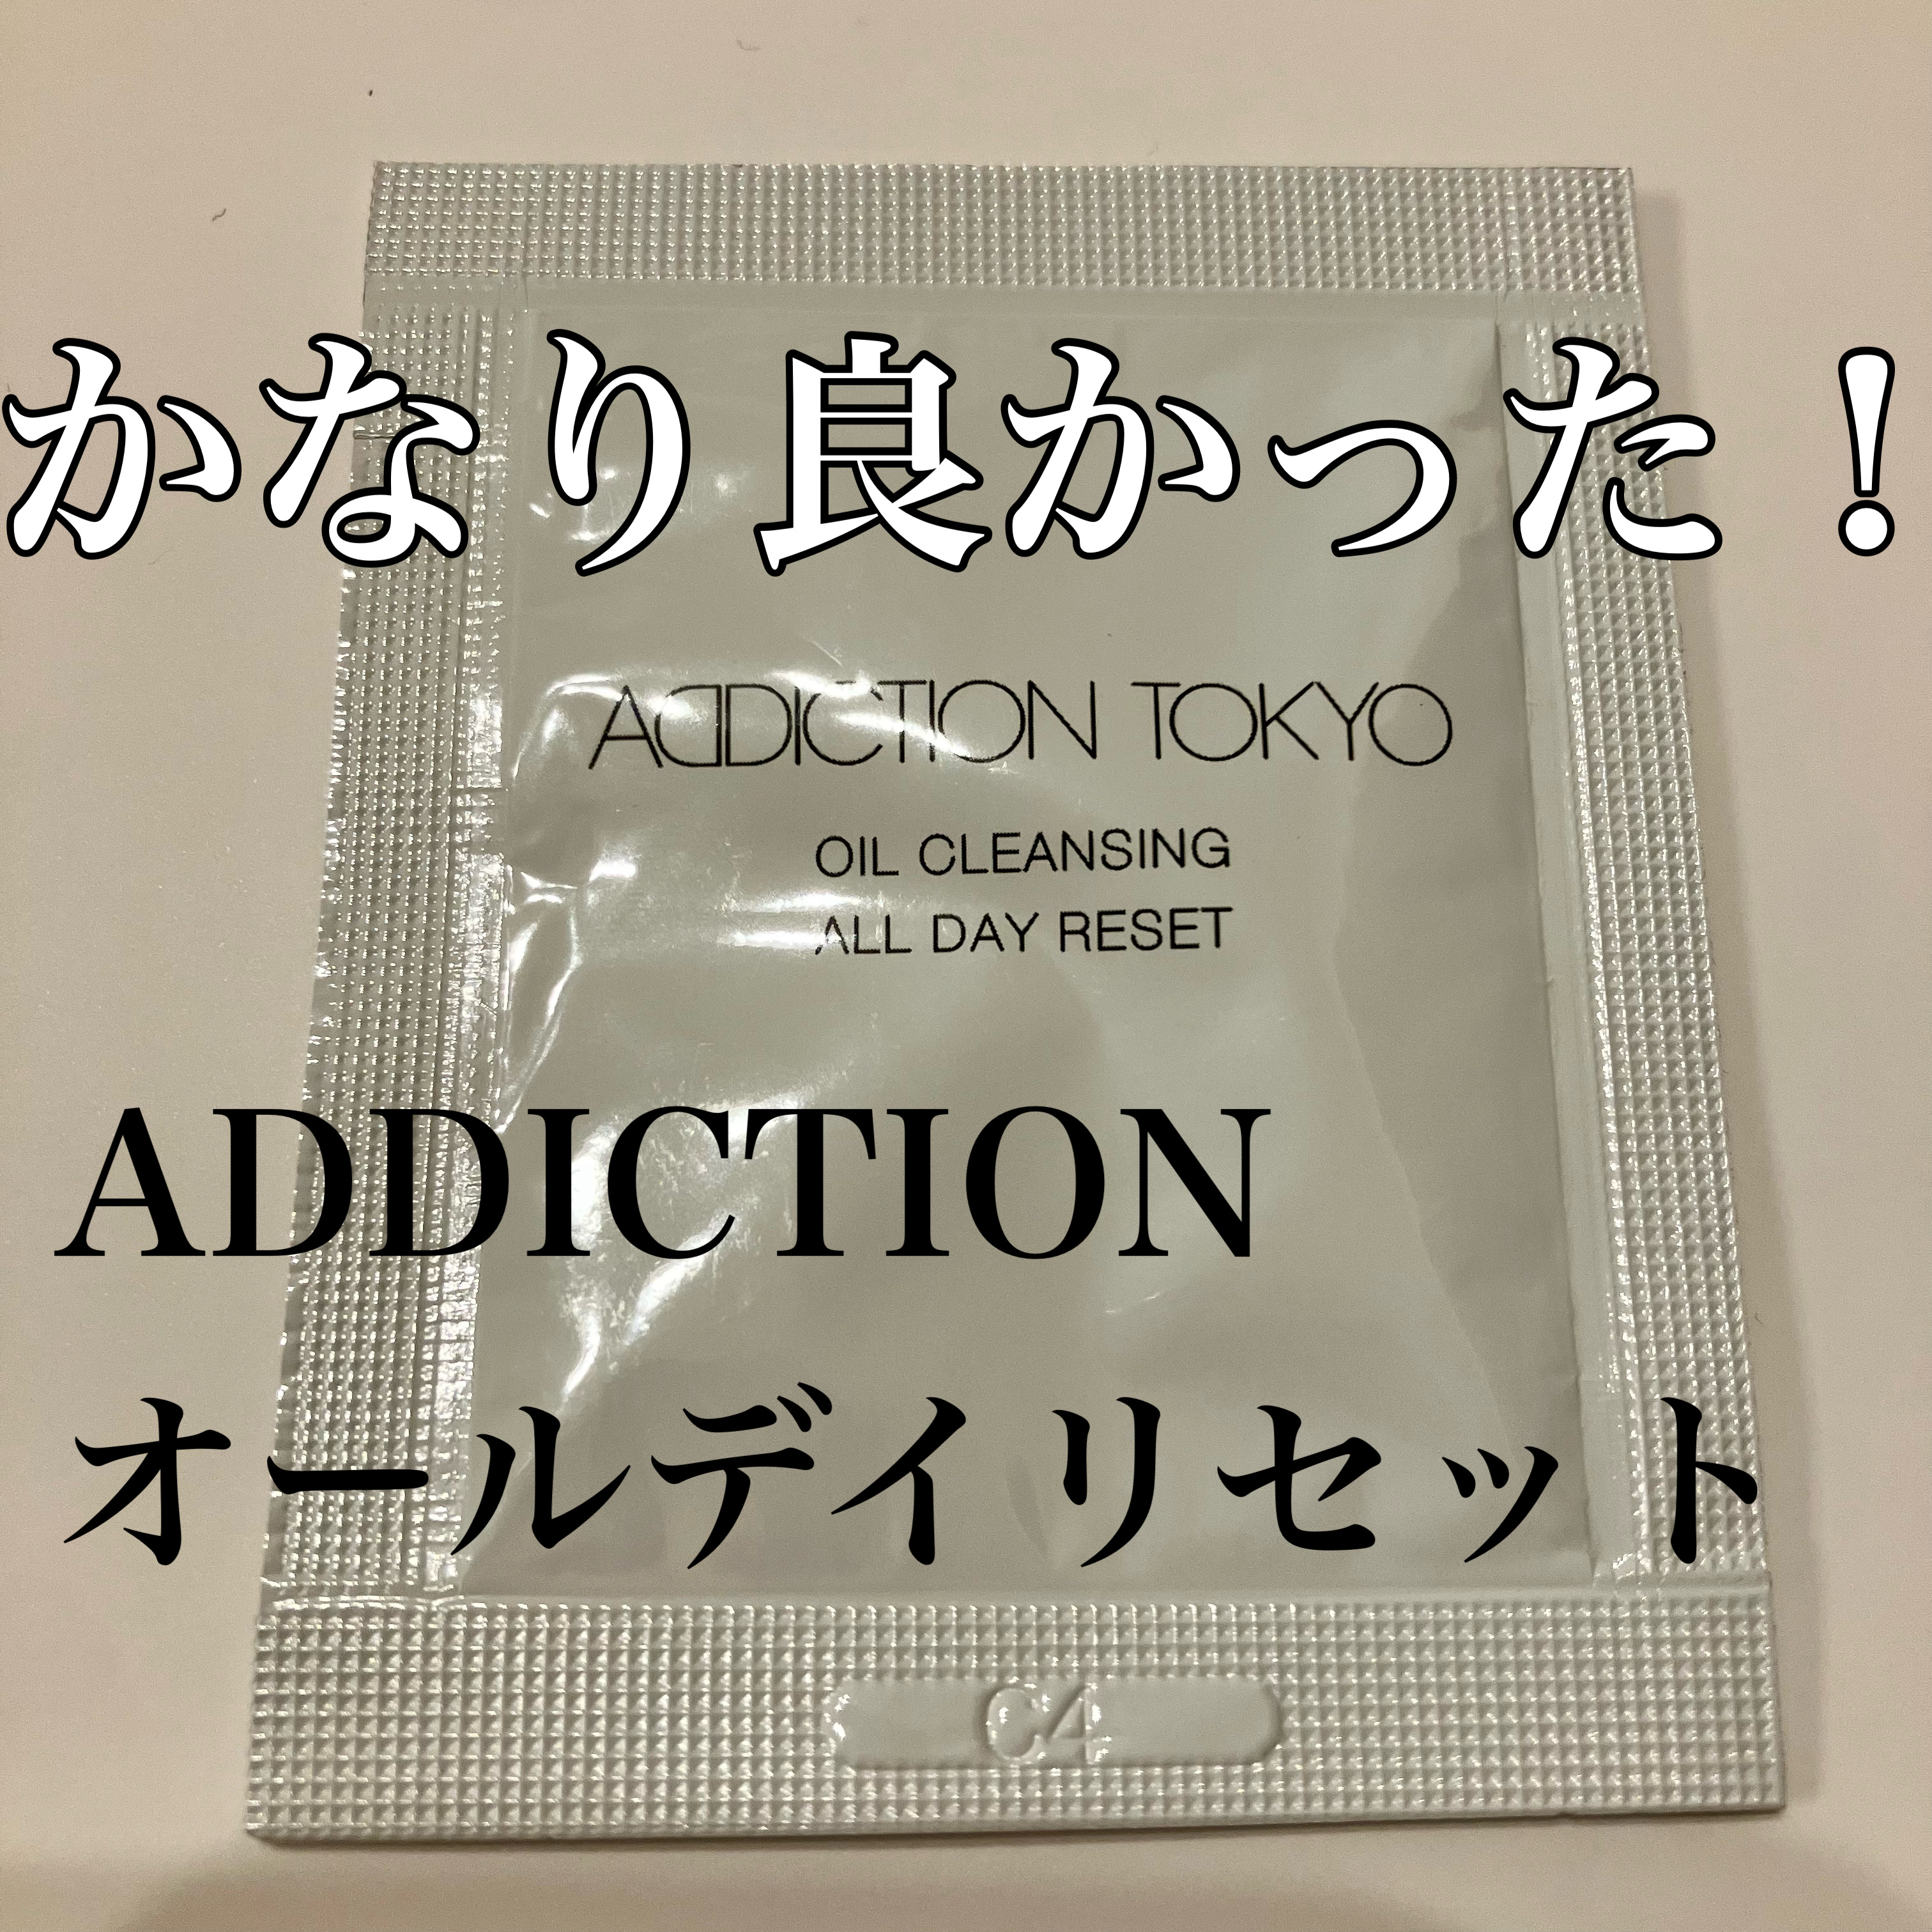 かなり良かった！
ADDICTION TOKYO
OIL CLEANSING
ALL DAY RESET
ADDICTION
オールデイリセット
C4